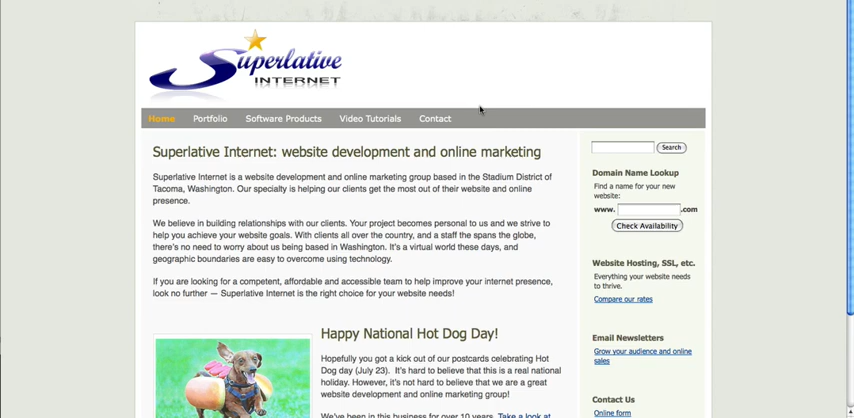 Superlative
INTERNET
Home Portfolio Software Products Video Tutorials Contact
Superlative Internet: website development and online marketing
Superlative Internet is a website development and online marketing group based in the Stadium District of
Tacoma, Washington. Our specialty is helping our clients get the most out of their website and online
presence.
We believe in building relationships with our clients. Your project becomes personal to us and we strive to
help you achieve your website goals. With clients all over the country, and a staff the spans the globe,
there's no need to worry about us being based in Washington. It's a virtual world these days, and
geographic boundaries are easy to overcome using technology.
If you are looking for a competent, affordable and accessible team to help improve your internet presence,
look no further — Superlative Internet is the right choice for your website needs!
Happy National Hot Dog Day!
Hopefully you got a kick out of our postcards celebrating Hot
Dog day (July 23). It's hard to believe that this is a real national
holiday. However, it's not hard to believe that we are a great
website development and online marketing group!
We've been in this business for over 10 years. Take a look at
Search
Domain Name Lookup
Find a name for your new
website:
www. .com
Check Availability
Website Hosting, SSL, etc.
Everything your website needs
to thrive.
Compare our rates
Email Newsletters
Grow your audience and online
sales
Contact Us
Online form